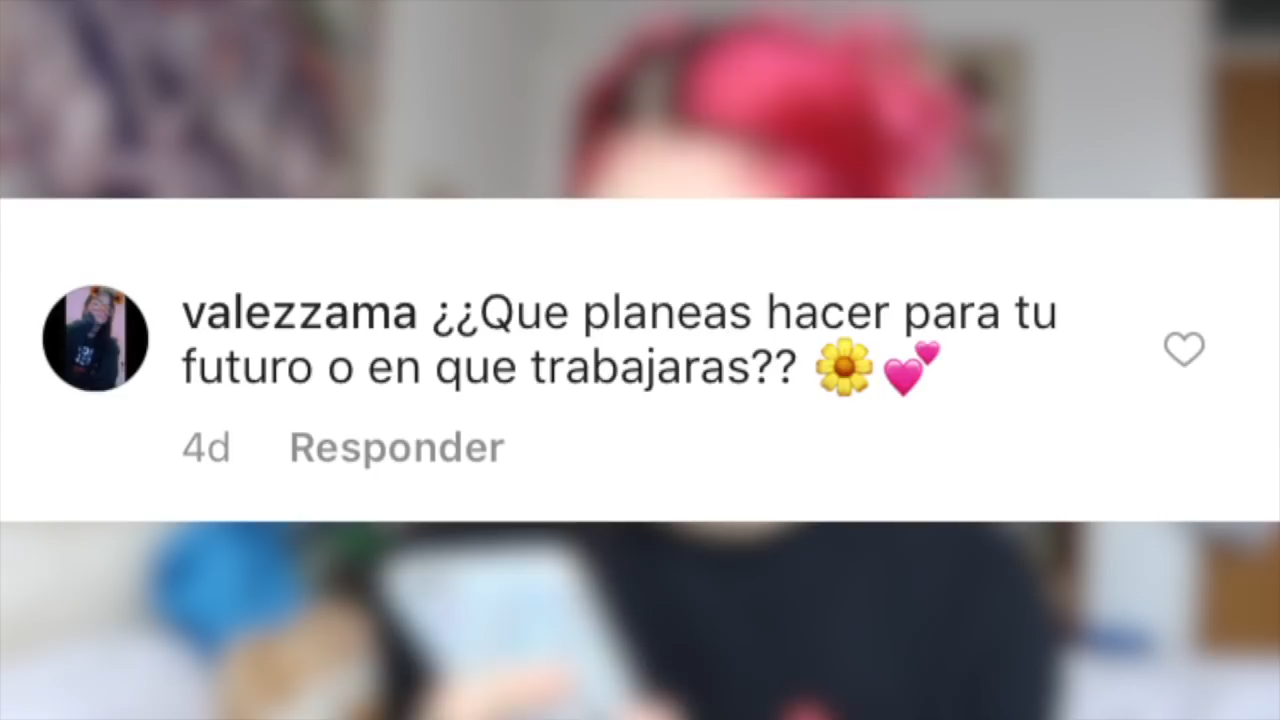 valezzama ¿¿Que planeas hacer para tu
futuro o en que trabajaras?? 🌼💕
4d Responder